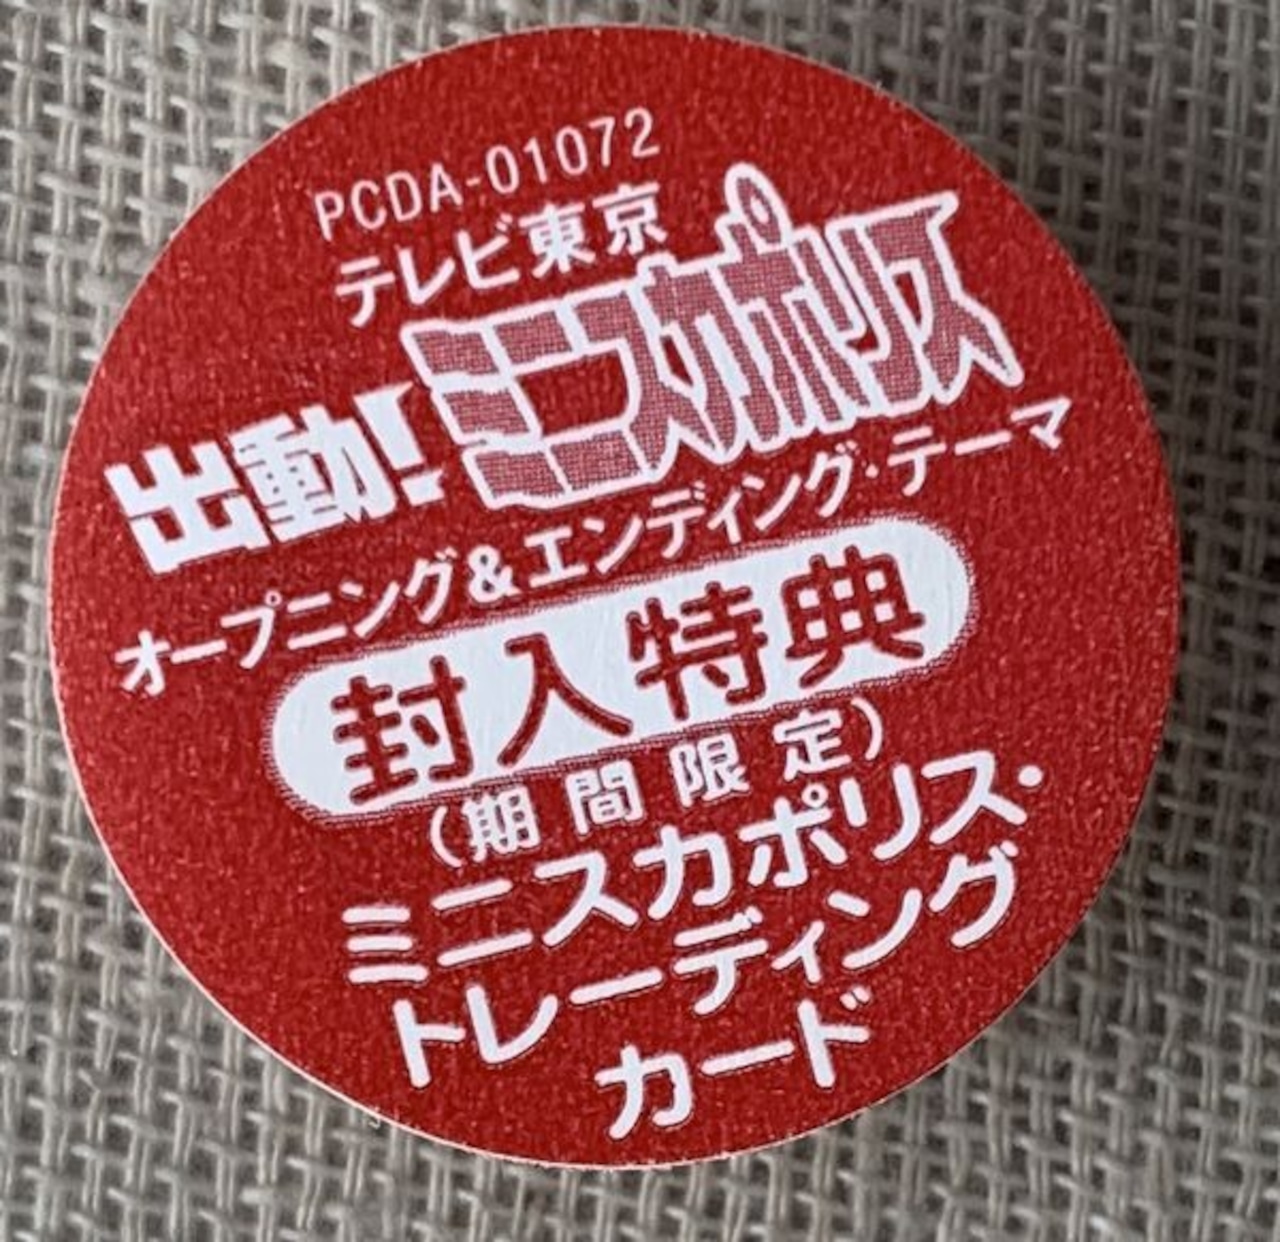 PCDA-01072
テレビ東京
出動!ミニスカポリス
オープニング&エンディング・テーマ
封入特典
(期間限定)
ミニスカポリス・
トレーディング
カード